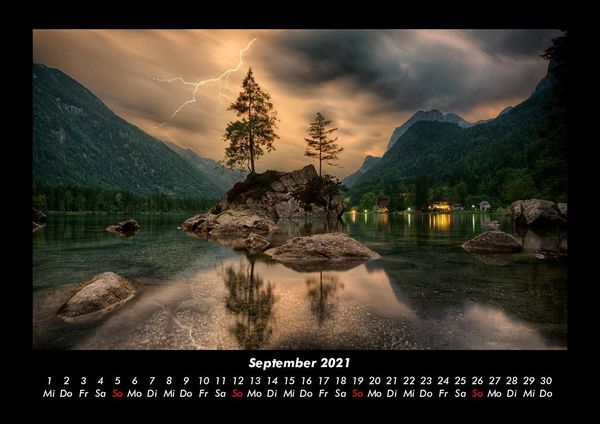 September 2021
1 2 3 4 5 6 7 8 9 10 11 12 13 14 15 16 17 18 19 20 21 22 23 24 25 26 27 28 29 30
Mi Do Fr Sa So Mo Di Mi Do Fr Sa So Mo Di Mi Do Fr Sa So Mo Di Mi Do Fr Sa So Mo Di Mi Do